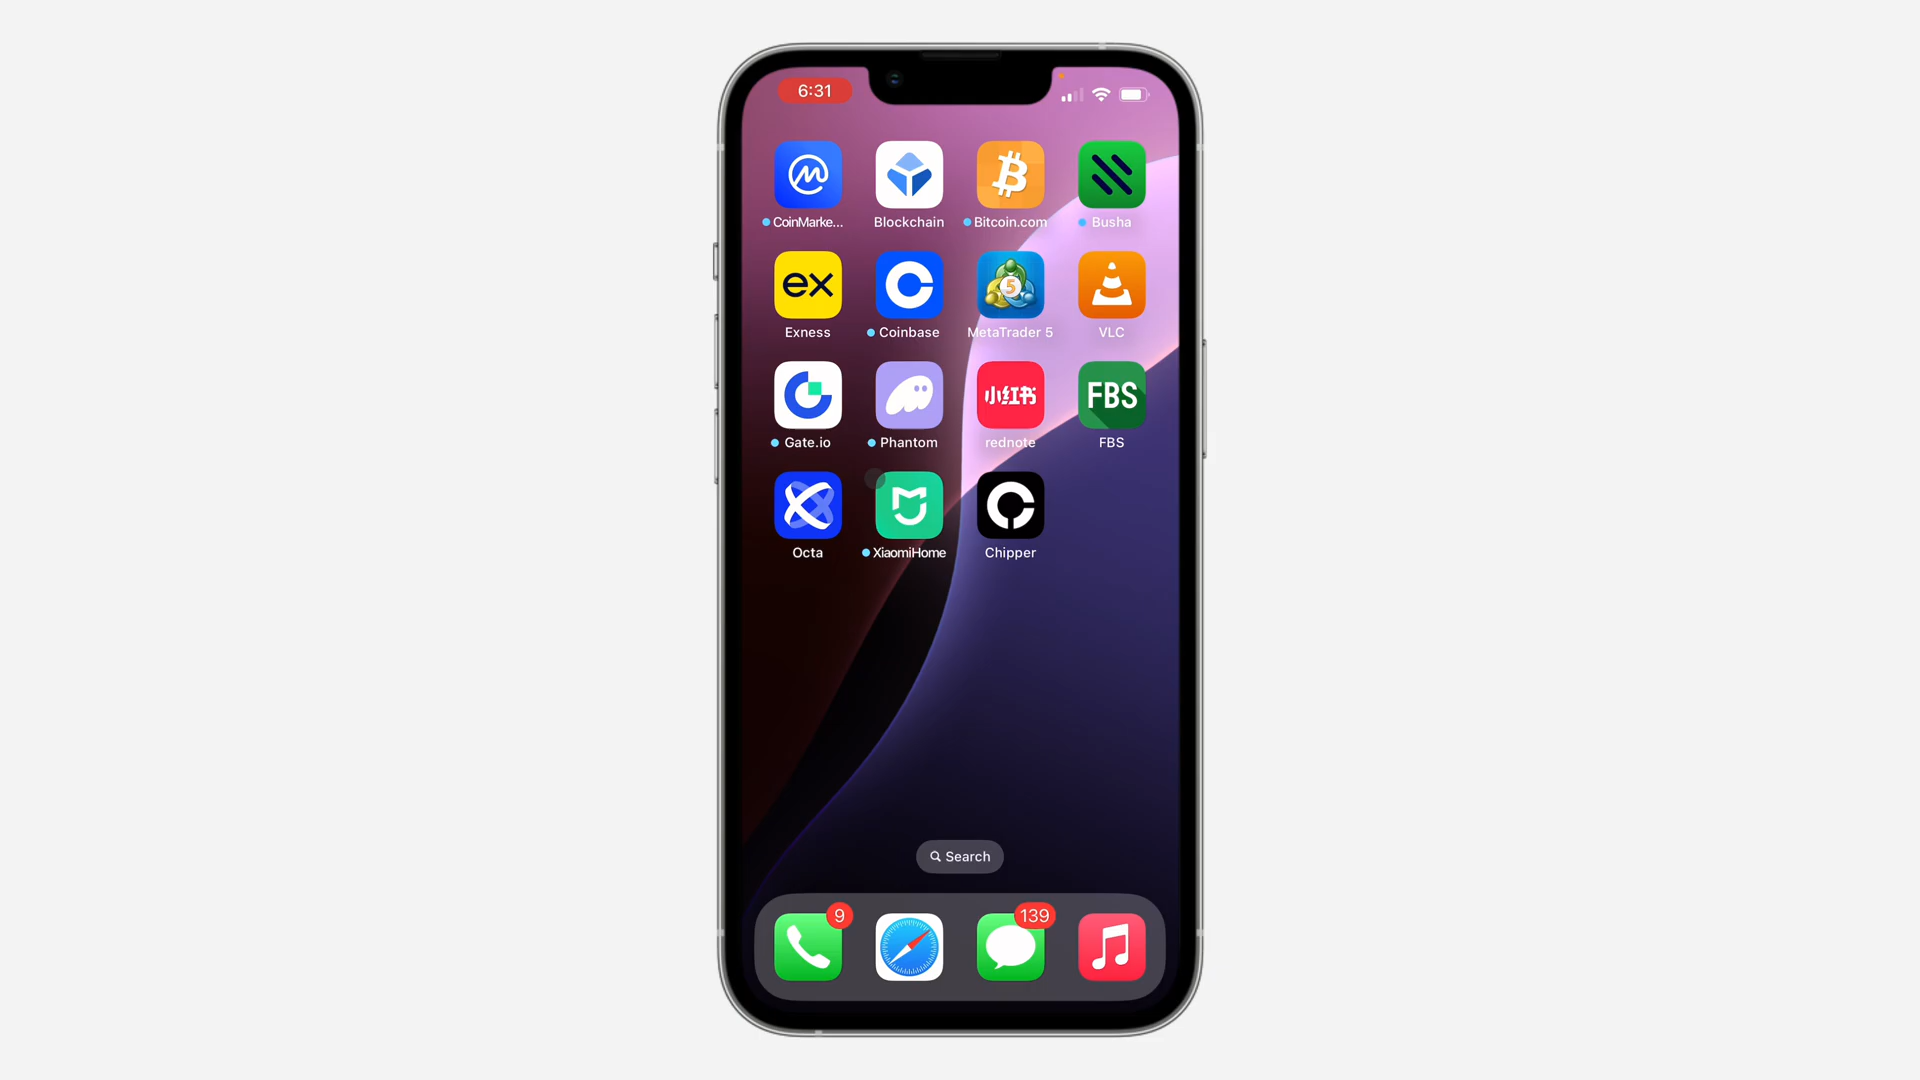 6:31
CoinMarke...
Blockchain
Bitcoin.com
Busha
ex
Exness
Coinbase
5
MetaTrader 5
VLC
小红书
FBS
Gate.io
Phantom
rednote
FBS
Octa
XiaomiHome
Chipper
Search
9
139